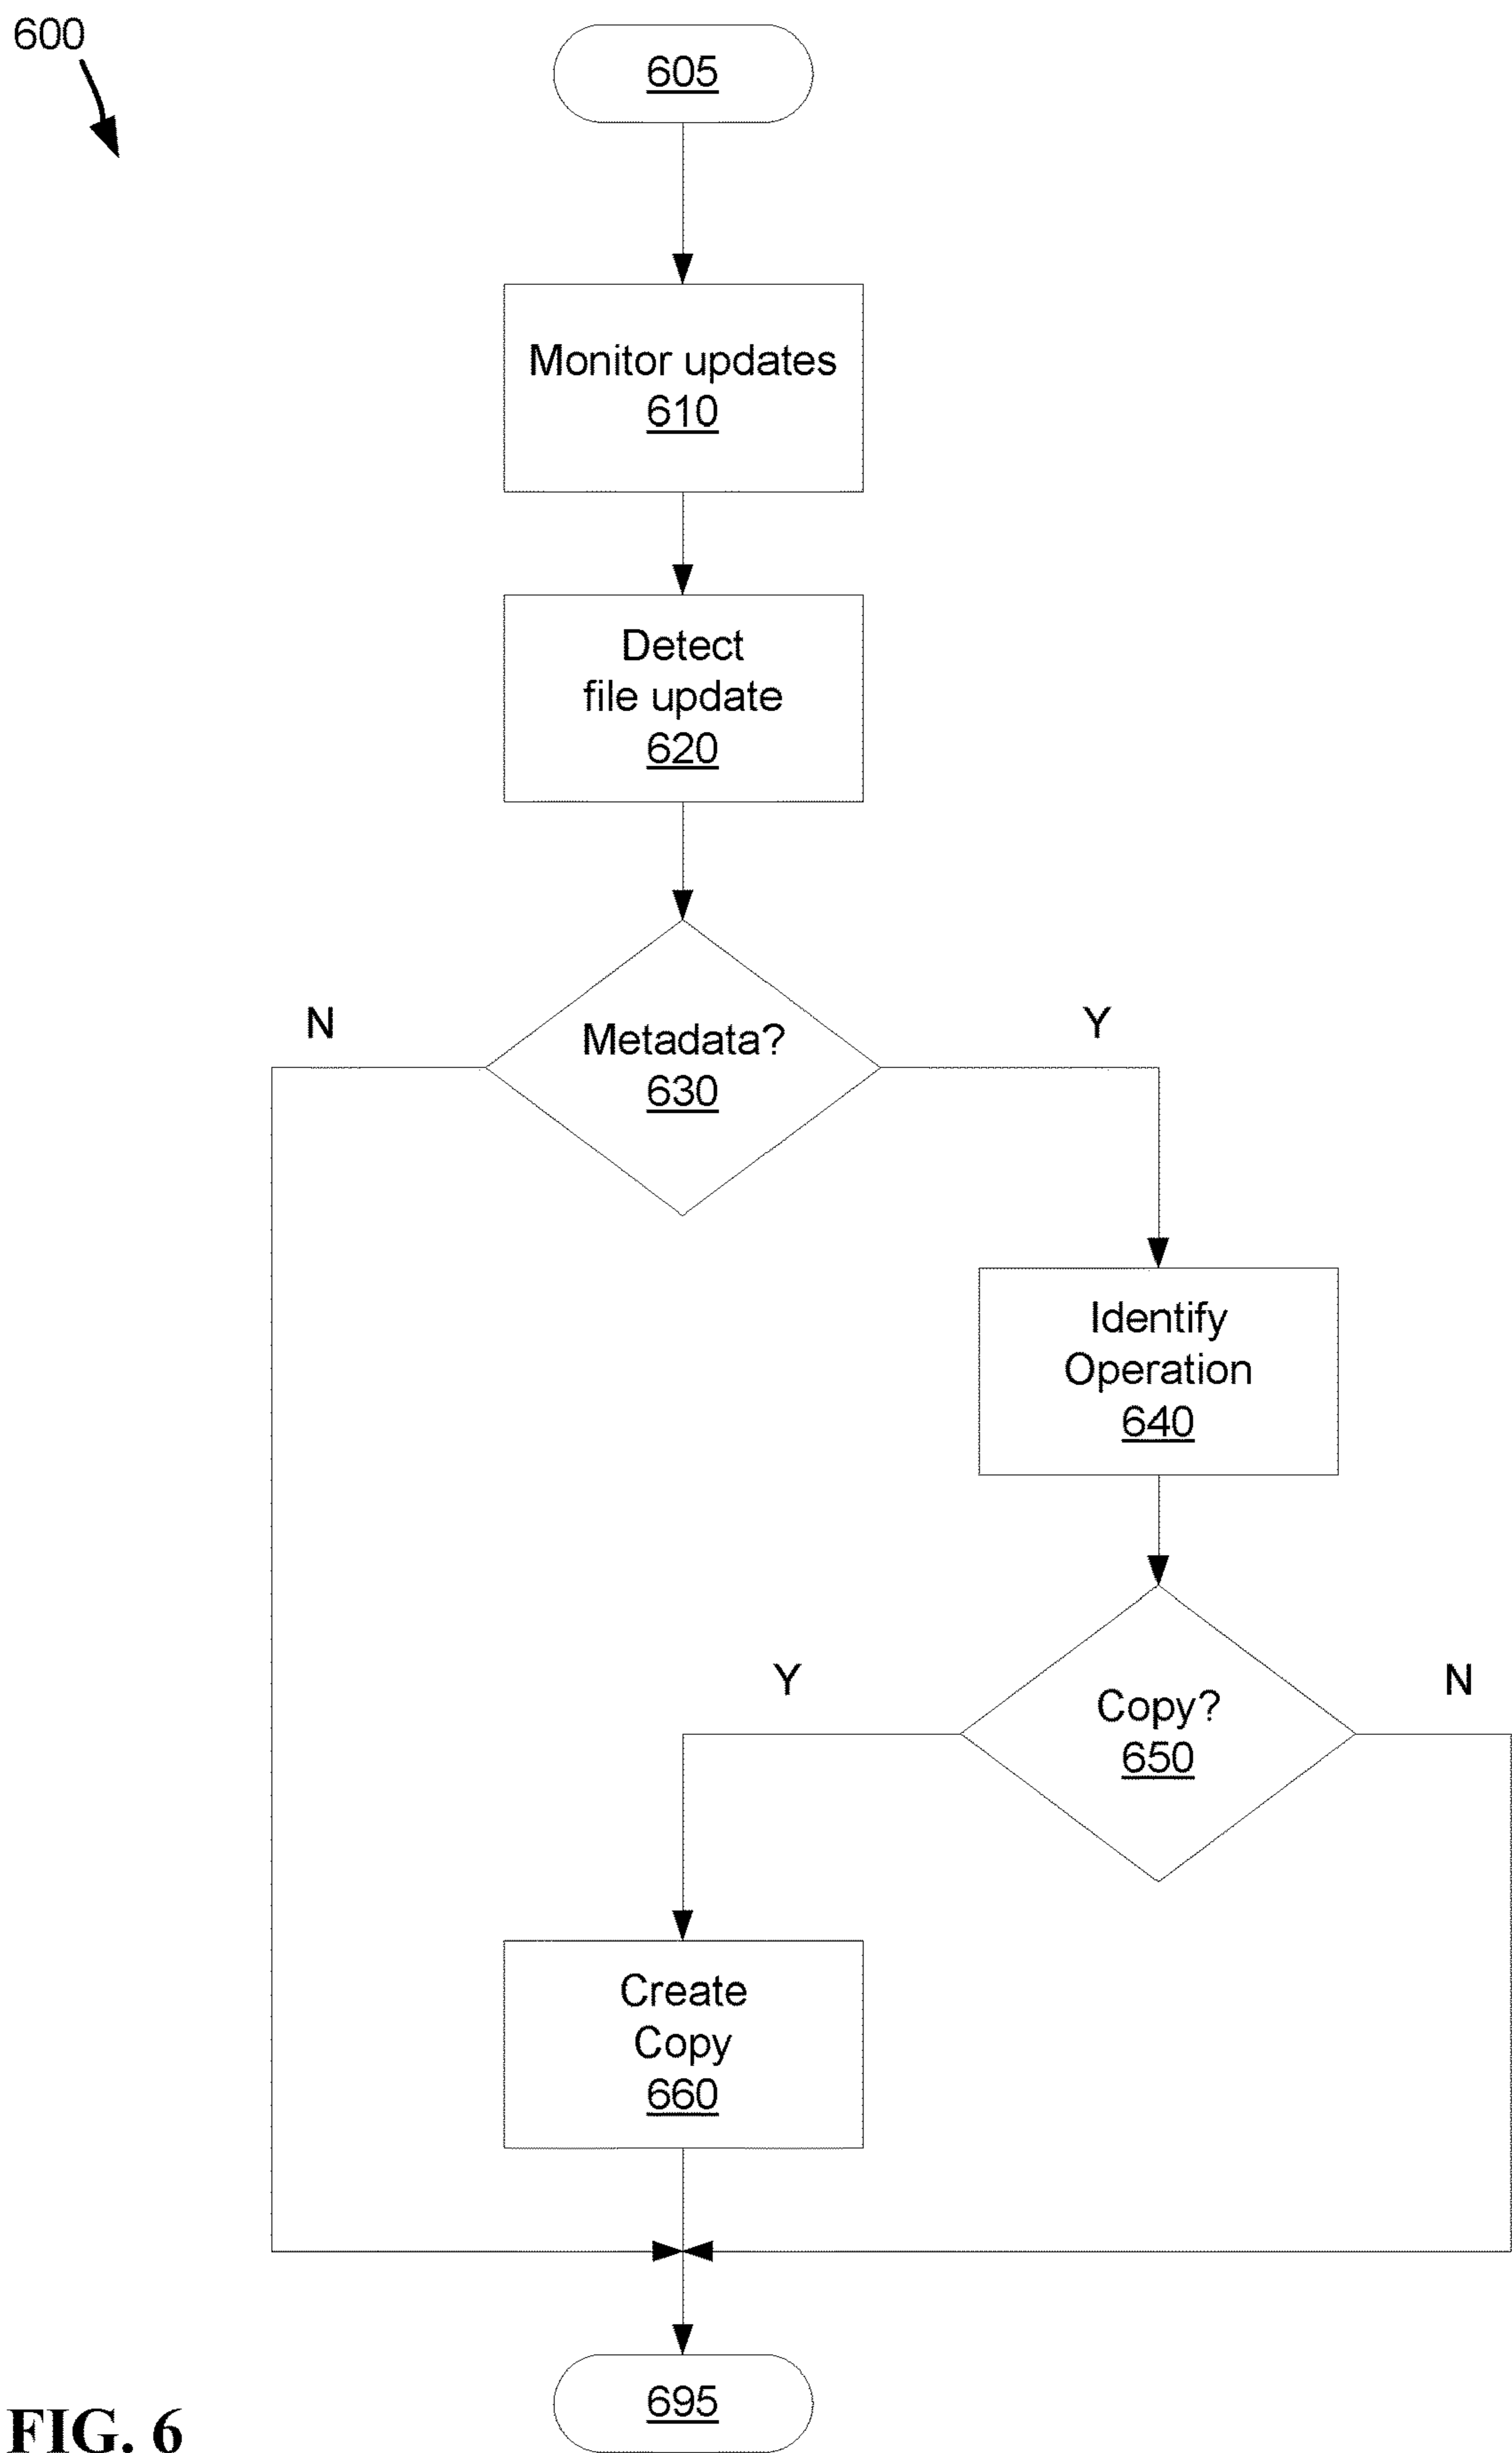 600
605
Monitor updates
610
Detect
file update
620
N
Y
Metadata?
630
Identify
Operation
640
Y
N
Copy?
650
Create
Copy
660
695
FIG. 6